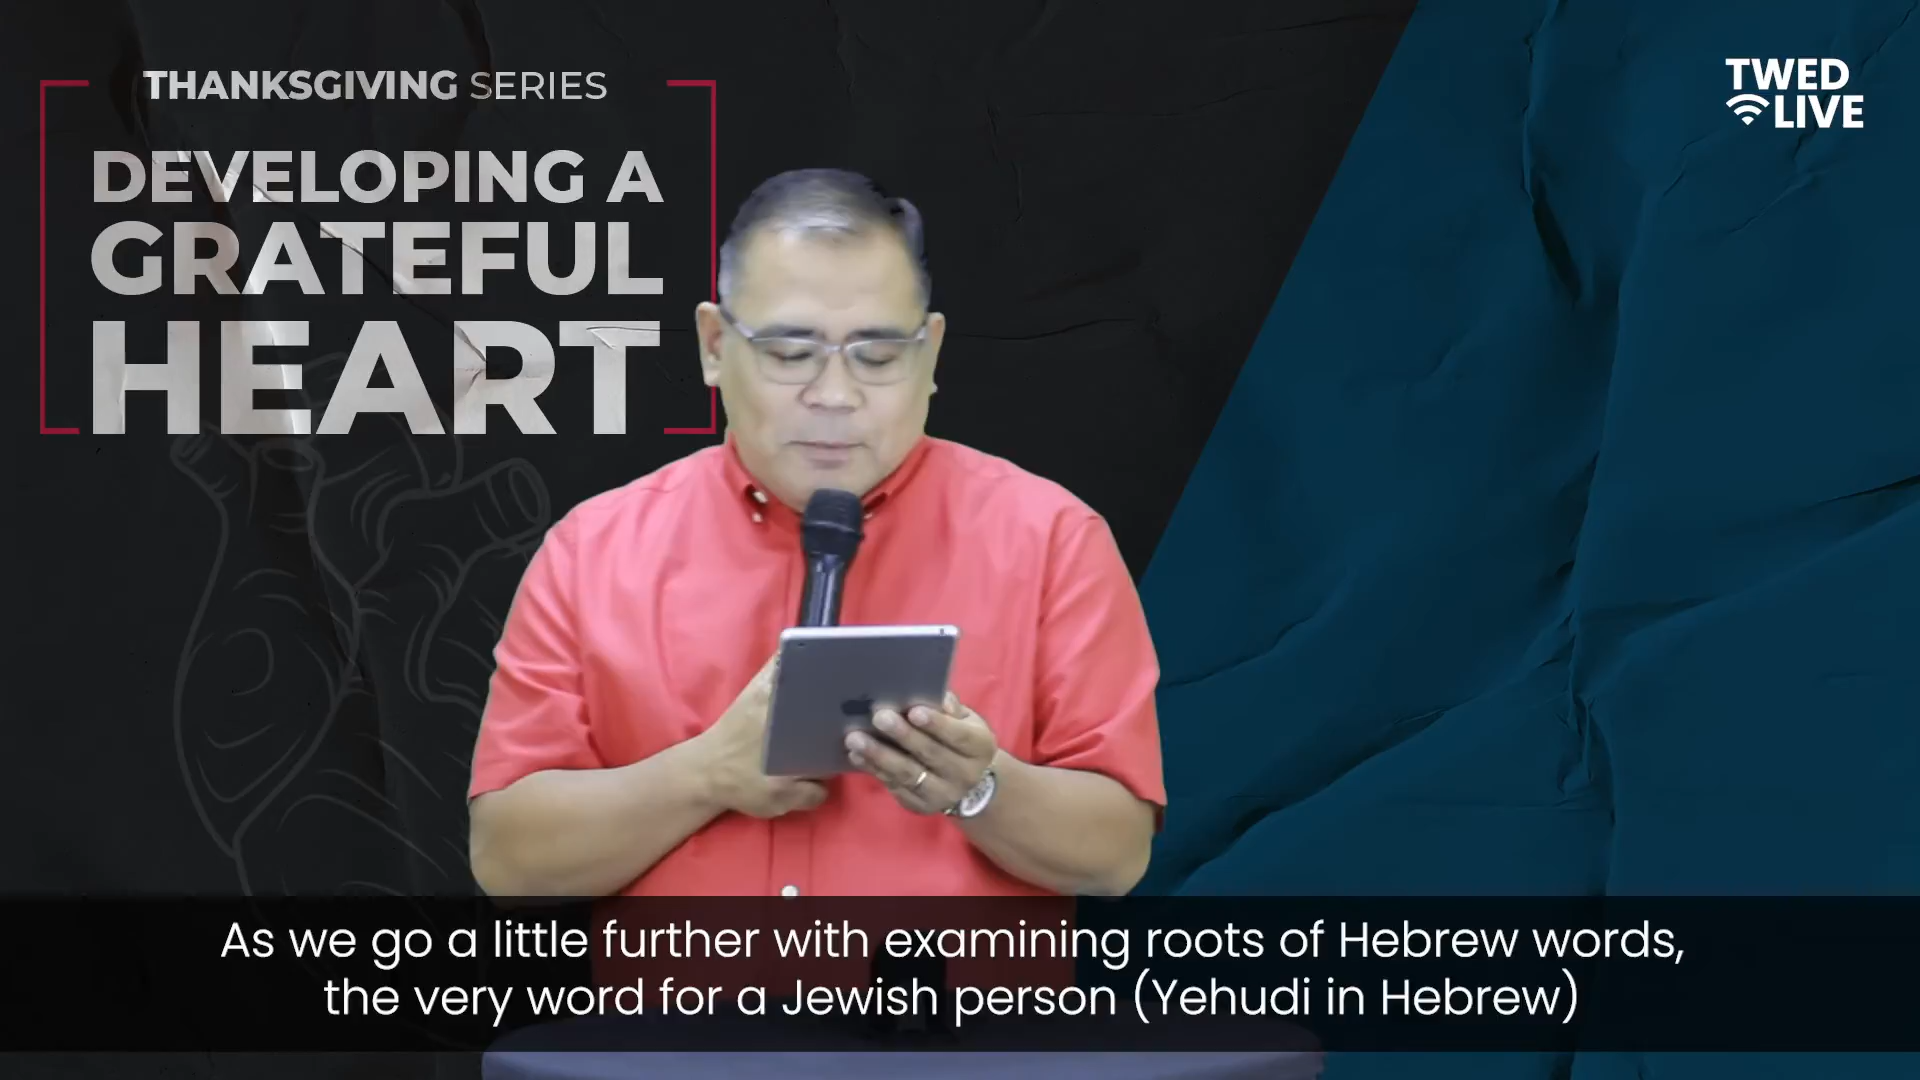 THANKSGIVING SERIES
DEVELOPING A
GRATEFUL
HEART
TWED
LIVE
As we go a little further with examining roots of Hebrew words,
the very word for a Jewish person (Yehudi in Hebrew)